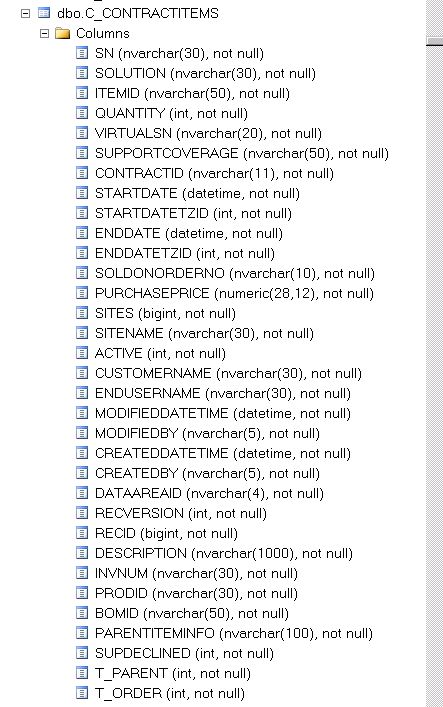 dbo.C_CONTRACTITEMS
Columns
SN (nvarchar(30), not null)
SOLUTION (nvarchar(30), not null)
ITEMID (nvarchar(50), not null)
QUANTITY (int, not null)
VIRTUALSN (nvarchar(20), not null)
SUPPORTCOVERAGE (nvarchar(50), not null)
CONTRACTID (nvarchar(11), not null)
STARTDATE (datetime, not null)
STARTDATETZID (int, not null)
ENDDATE (datetime, not null)
ENDDATETZID (int, not null)
SOLDONORDERNO (nvarchar(10), not null)
PURCHASEPRICE (numeric(28,12), not null)
SITES (bigint, not null)
SITENAME (nvarchar(30), not null)
ACTIVE (int, not null)
CUSTOMERNAME (nvarchar(30), not null)
ENDUSERNAME (nvarchar(30), not null)
MODIFIEDDATETIME (datetime, not null)
MODIFIEDBY (nvarchar(5), not null)
CREATEDDATETIME (datetime, not null)
CREATEDBY (nvarchar(5), not null)
DATAAREAID (nvarchar(4), not null)
RECVERSION (int, not null)
RECID (bigint, not null)
DESCRIPTION (nvarchar(1000), not null)
INVNUM (nvarchar(30), not null)
PRODID (nvarchar(30), not null)
BOMID (nvarchar(50), not null)
PARENTITEMINFO (nvarchar(100), not null)
SUPDECLINED (int, not null)
T_PARENT (int, not null)
T_ORDER (int, not null)